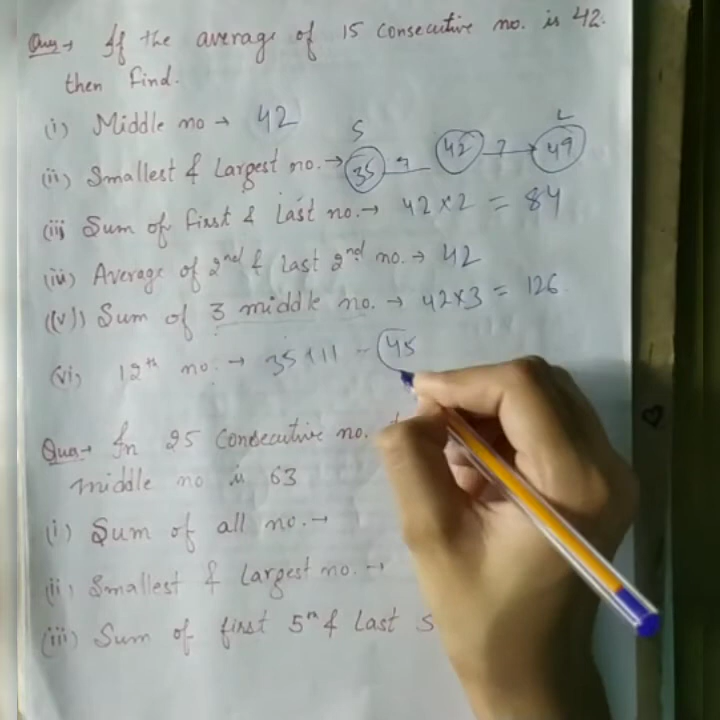 Que→ If the average of 15 consecutive no. is 42.
then find.
(i) Middle no → 42
(ii) Smallest & Largest no.→ 35 7 42 7 49
S L
(iii) Sum of first & last no.→ 42×2 = 84
(iv) Average of 2nd & last 2nd no.→ 42
(v) Sum of 3 middle no. → 42×3 = 126
(vi) 12th no. → 35+11 = 45
Que→ In 25 Consecutive no.
middle no is 63
(i) Sum of all no.→
(ii) Smallest & largest no.→
(iii) Sum of first 5th & Last 5